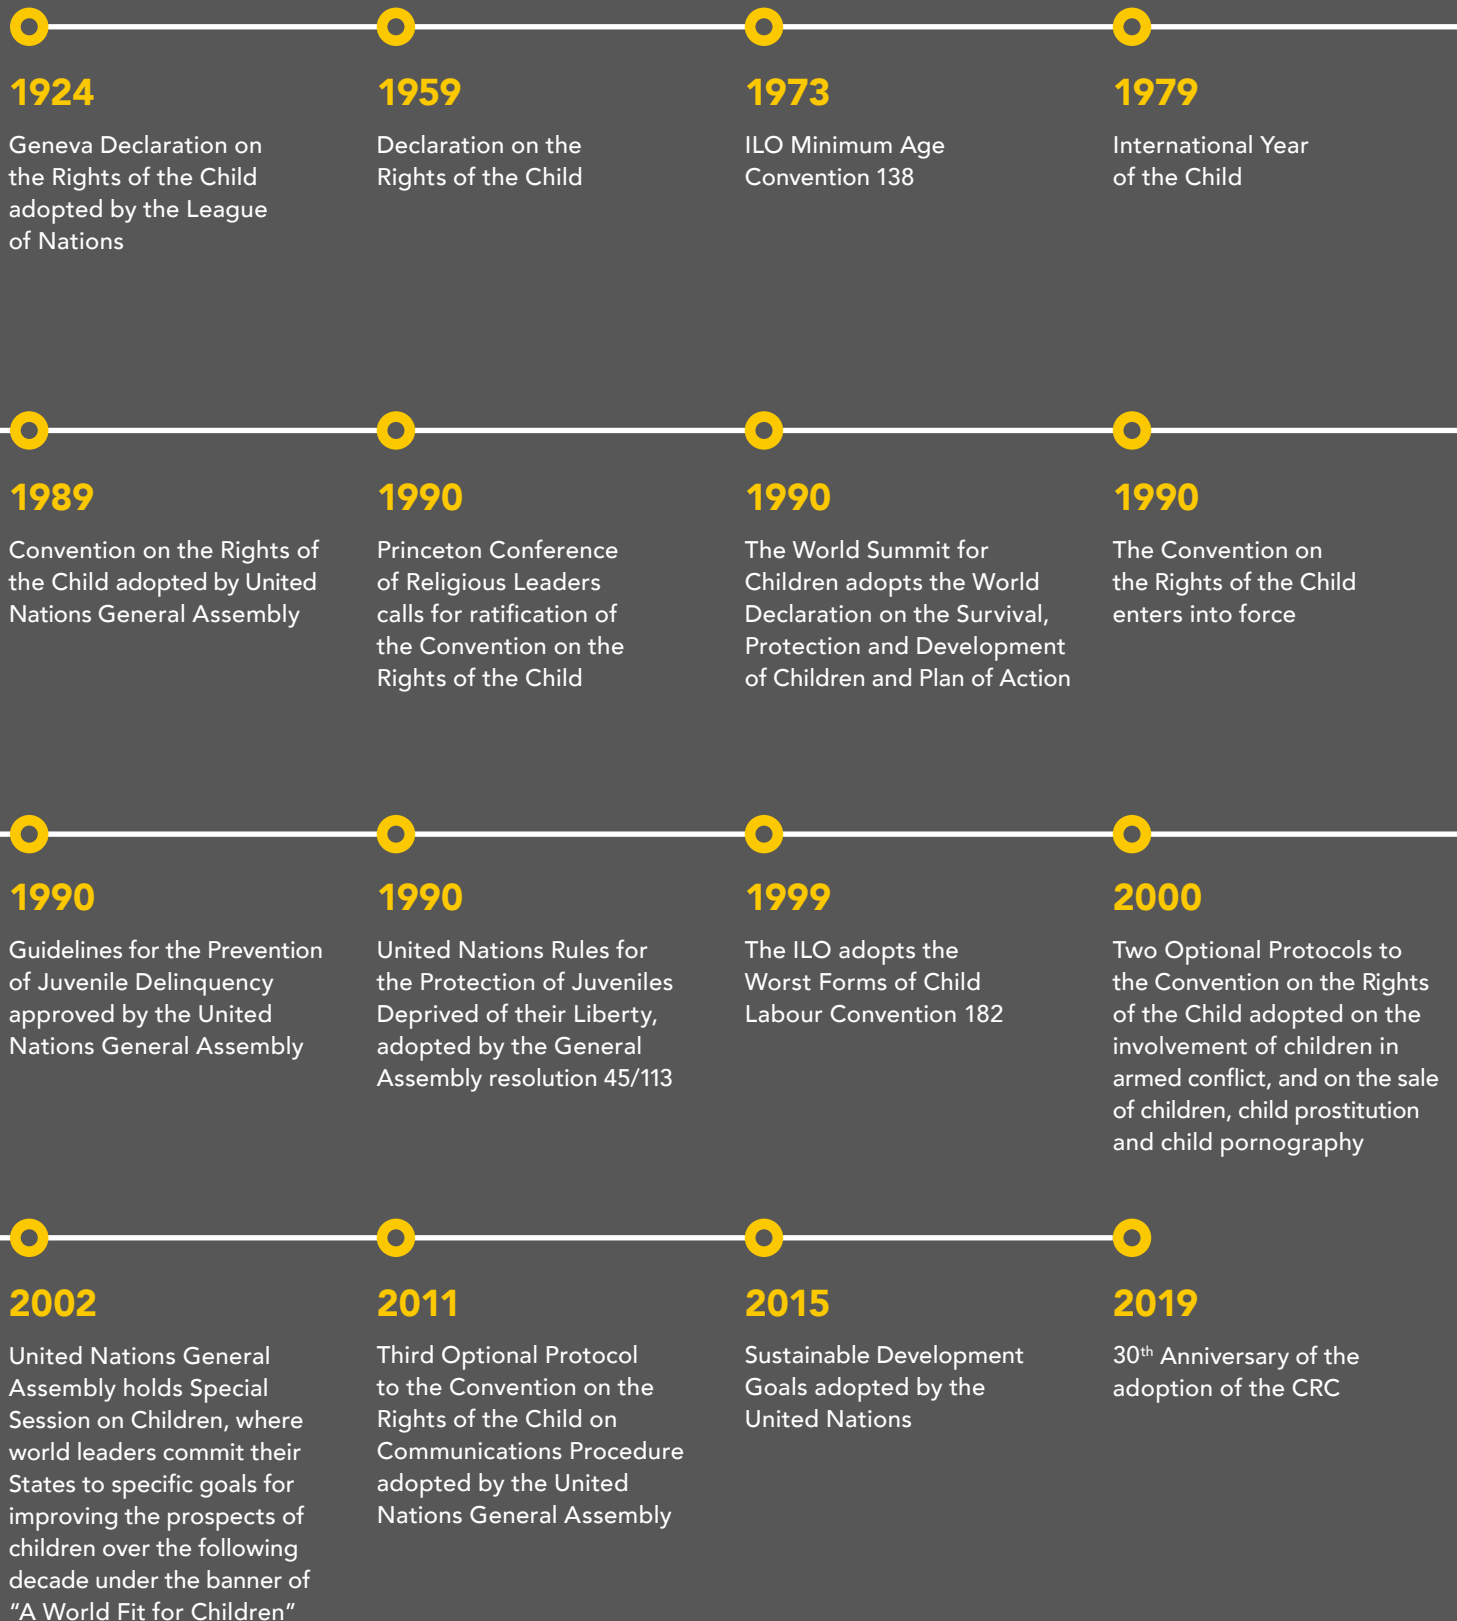 1924
Geneva Declaration on
the Rights of the Child
adopted by the League
of Nations
1959
Declaration on the
Rights of the Child
1973
ILO Minimum Age
Convention 138
1979
International Year
of the Child
1989
Convention on the Rights of
the Child adopted by United
Nations General Assembly
1990
Princeton Conference
of Religious Leaders
calls for ratification of
the Convention on the
Rights of the Child
1990
The World Summit for
Children adopts the World
Declaration on the Survival,
Protection and Development
of Children and Plan of Action
1990
The Convention on
the Rights of the Child
enters into force
1990
Guidelines for the Prevention
of Juvenile Delinquency
approved by the United
Nations General Assembly
1990
United Nations Rules for
the Protection of Juveniles
Deprived of their Liberty,
adopted by the General
Assembly resolution 45/113
1999
The ILO adopts the
Worst Forms of Child
Labour Convention 182
2000
Two Optional Protocols to
the Convention on the Rights
of the Child adopted on the
involvement of children in
armed conflict, and on the sale
of children, child prostitution
and child pornography
2002
United Nations General
Assembly holds Special
Session on Children, where
world leaders commit their
States to specific goals for
improving the prospects of
children over the following
decade under the banner of
“A World Fit for Children”
2011
Third Optional Protocol
to the Convention on the
Rights of the Child on
Communications Procedure
adopted by the United
Nations General Assembly
2015
Sustainable Development
Goals adopted by the
United Nations
2019
30th Anniversary of the
adoption of the CRC